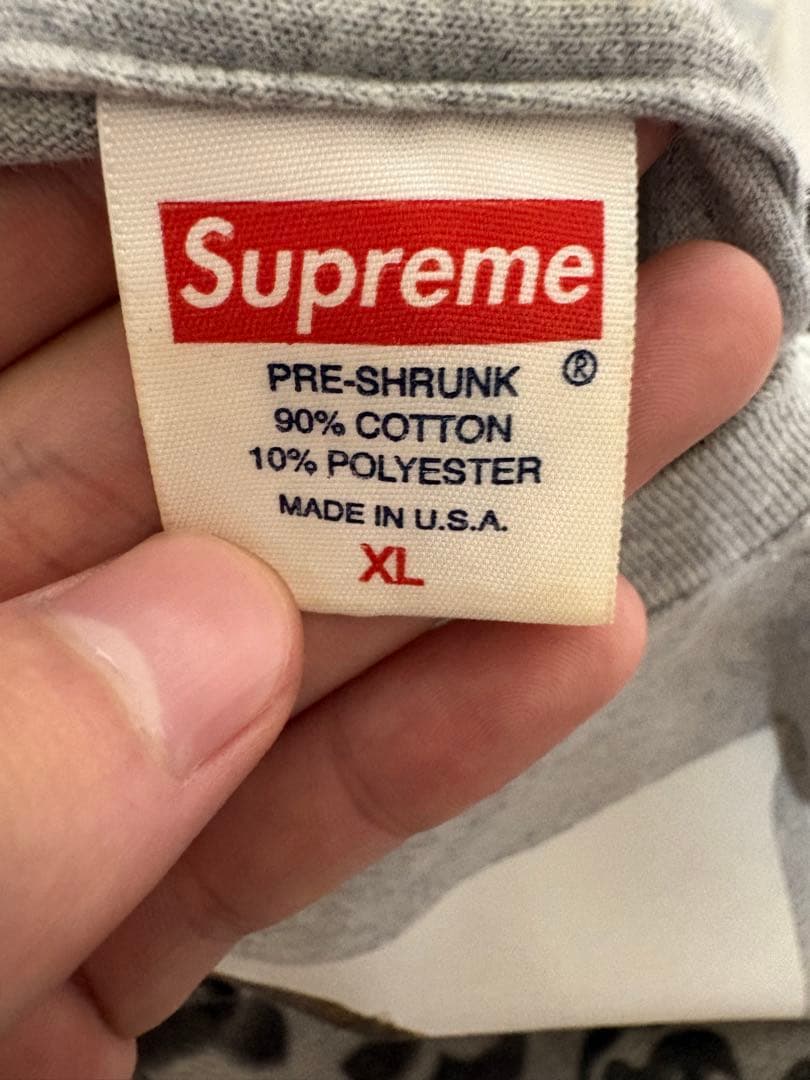 Supreme
®
PRE-SHRUNK
90% COTTON
10% POLYESTER
MADE IN U.S.A.
XL